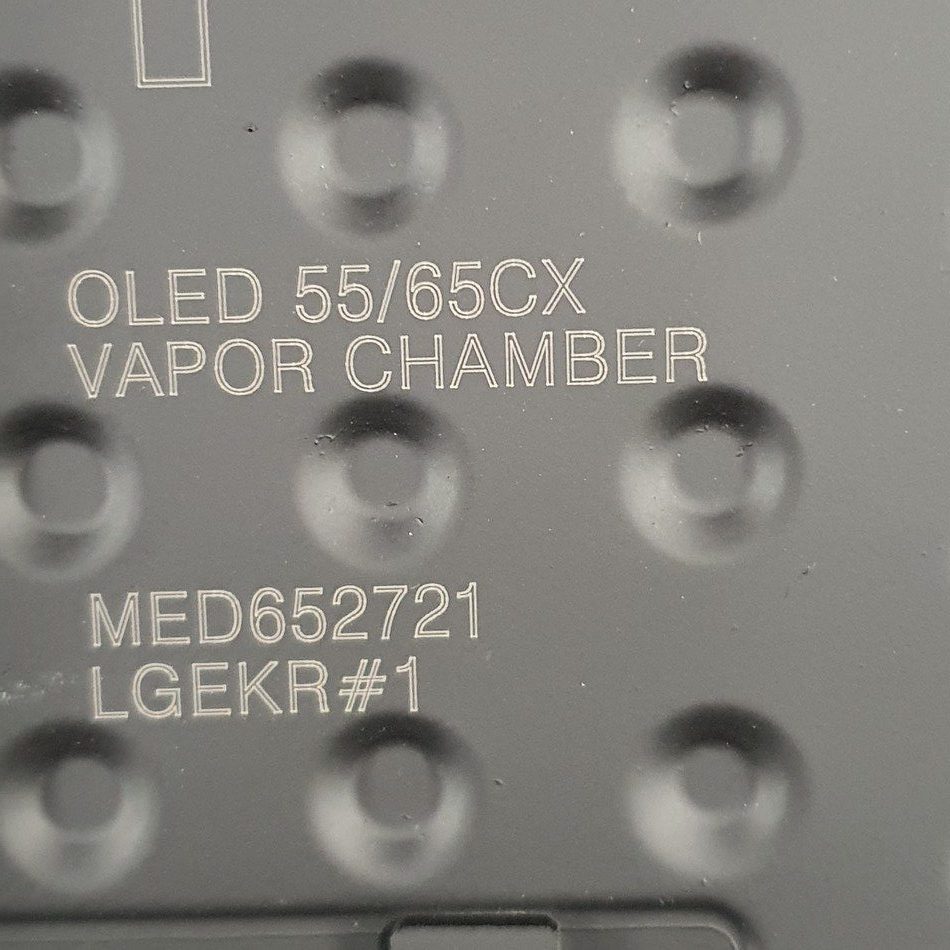 OLED 55/65CX
VAPOR CHAMBER
MED652721
LGEKR#1